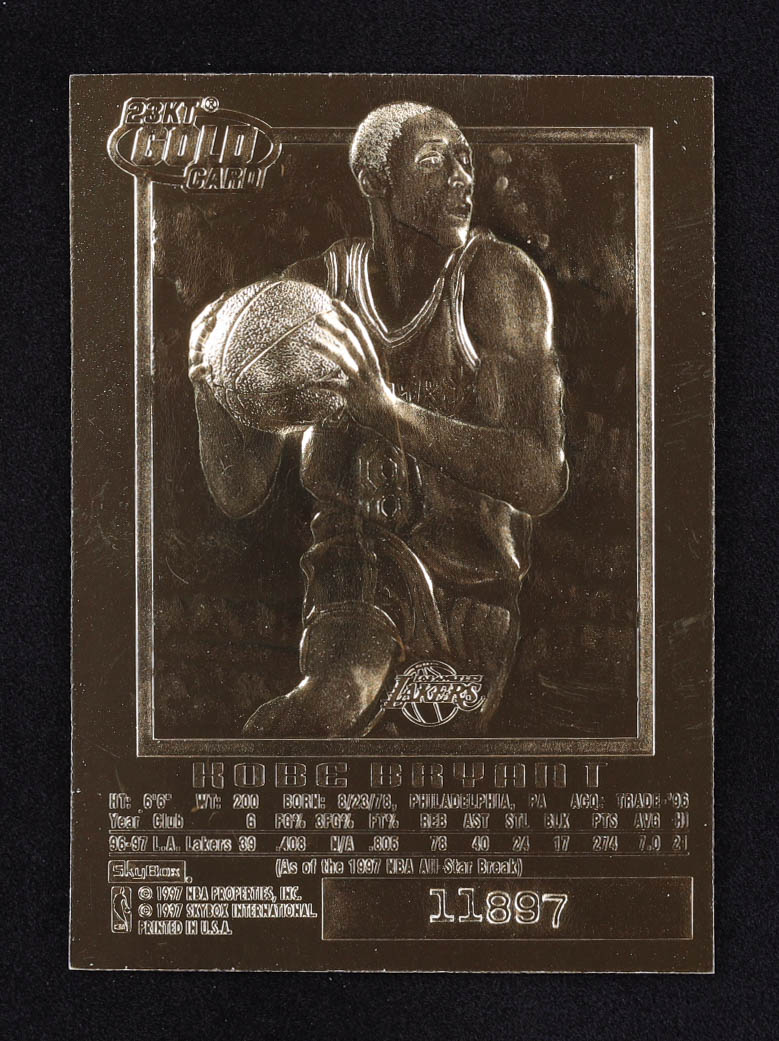 23KT®
GOLD
CARD
8
LAKERS
KOBE BRYANT
HT: 6'6" WT: 200 BORN: 8/23/78, PHILADELPHIA, PA ACQ: TRADE-'96
Year Club G FG% 3FG% FT% REB AST STL BLK PTS AVG HI
96-97 L.A. Lakers 39 .408 N/A .806 78 40 24 17 274 7.0 21
(As of the 1997 NBA All-Star Break)
SkyBox
© 1997 NBA PROPERTIES, INC.
© 1997 SKYBOX INTERNATIONAL
PRINTED IN U.S.A.
11897